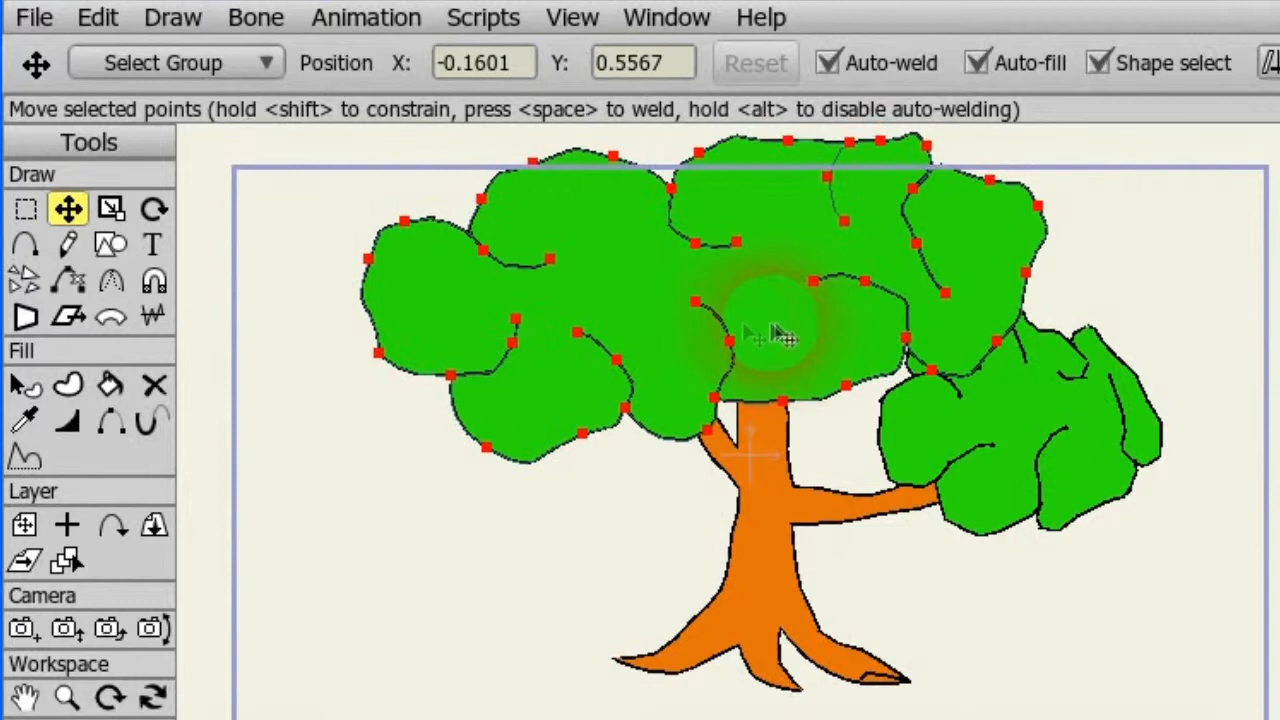 File Edit Draw Bone Animation Scripts View Window Help
Select Group Position X: -0.1601 Y: 0.5567 Reset Auto-weld Auto-fill Shape select
Move selected points (hold <shift> to constrain, press <space> to weld, hold <alt> to disable auto-welding)
Tools
Draw
T
Fill
Layer
Camera
Workspace